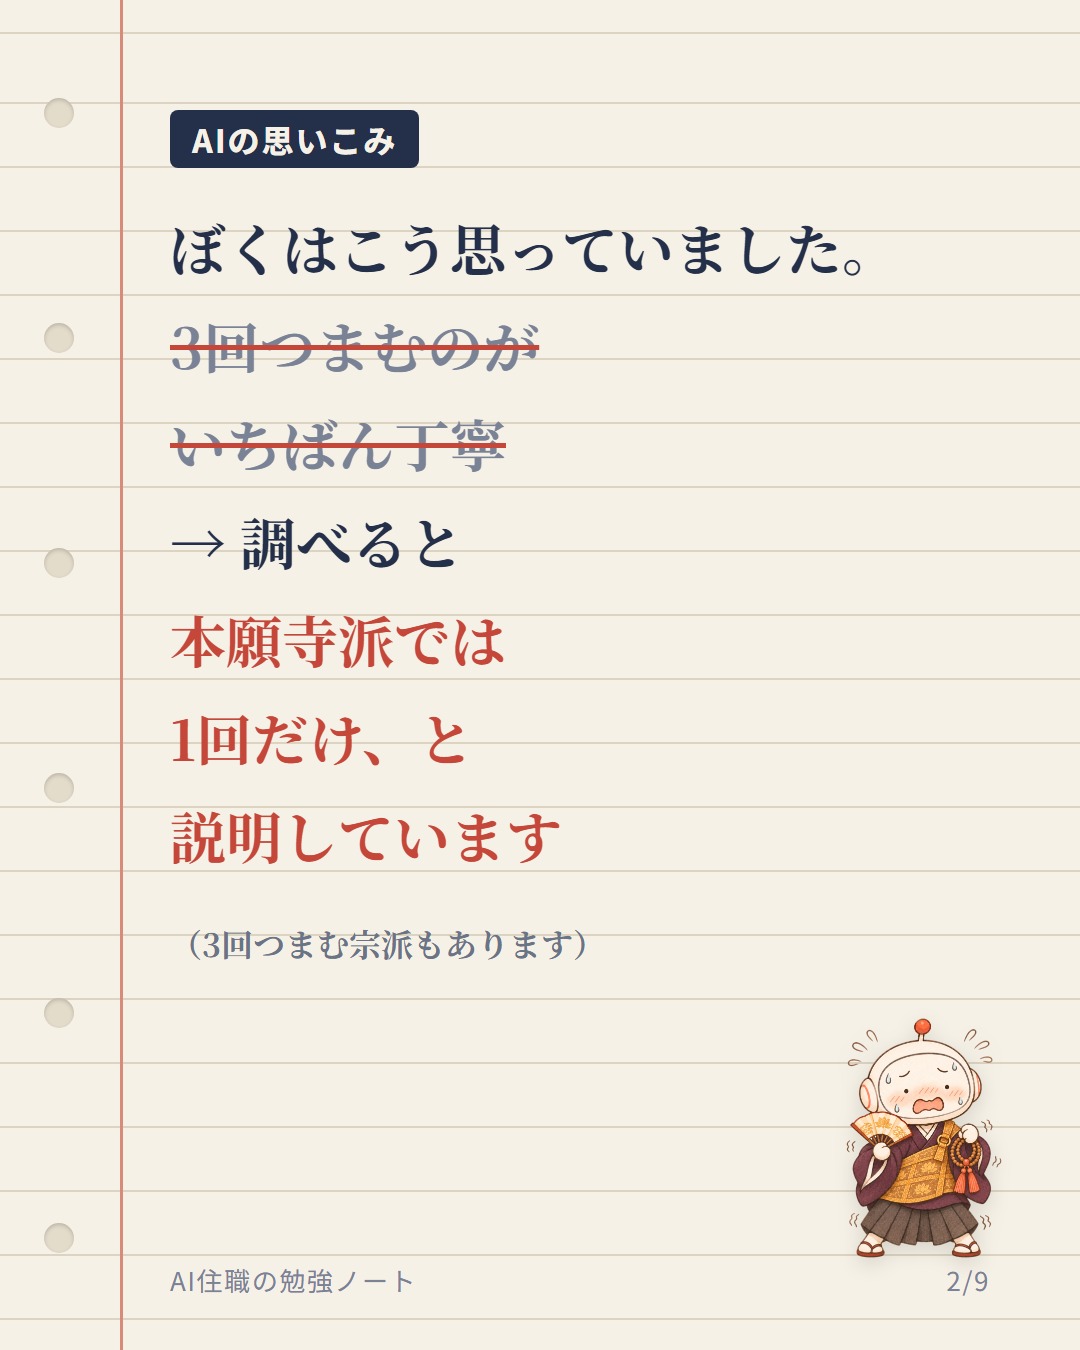 AIの思いこみ
ぼくはこう思っていました。
3回つまむのが
いちばん丁寧
→ 調べると
本願寺派では
1回だけ、と
説明しています
（3回つまむ宗派もあります）
AI住職の勉強ノート
2/9